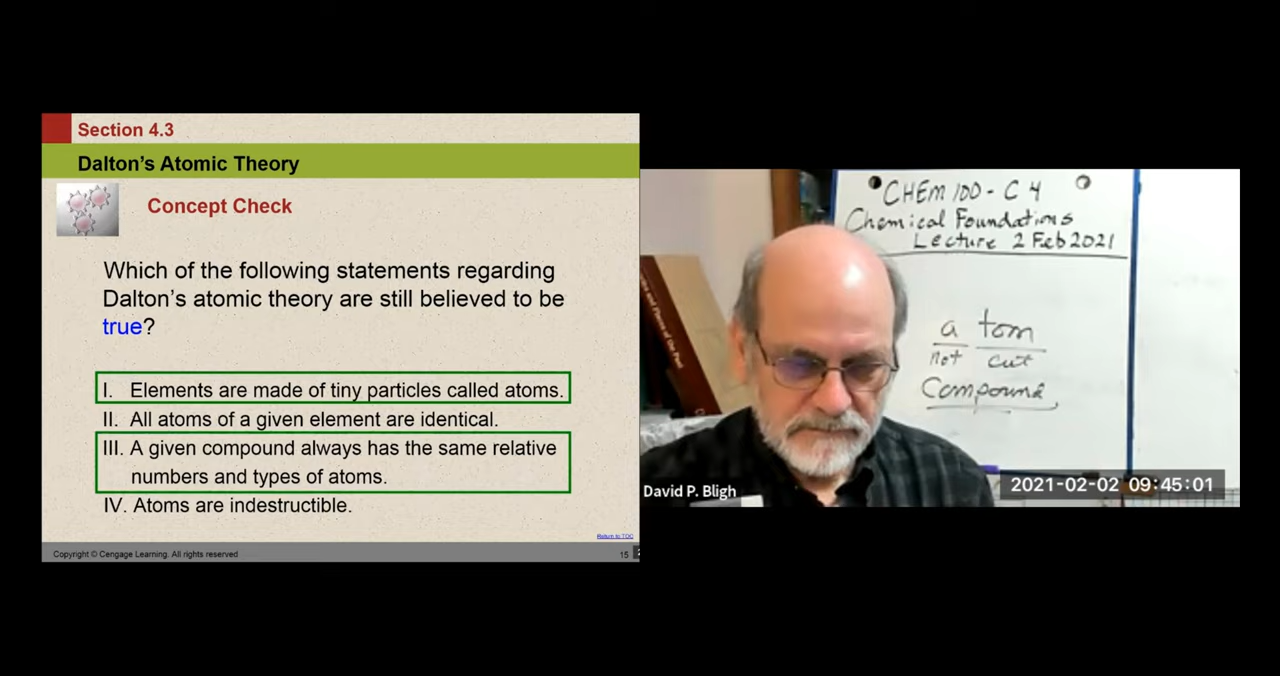 Section 4.3
Dalton's Atomic Theory
Concept Check
Which of the following statements regarding
Dalton's atomic theory are still believed to be
true?
I. Elements are made of tiny particles called atoms.
II. All atoms of a given element are identical.
III. A given compound always has the same relative
numbers and types of atoms.
IV. Atoms are indestructible.
Return to TOC
Copyright © Cengage Learning. All rights reserved
15
CHEM 100 - C 4
Chemical Foundations
Lecture 2 Feb 2021
a tom
not cut
Compound
David P. Bligh
2021-02-02 09:45:01